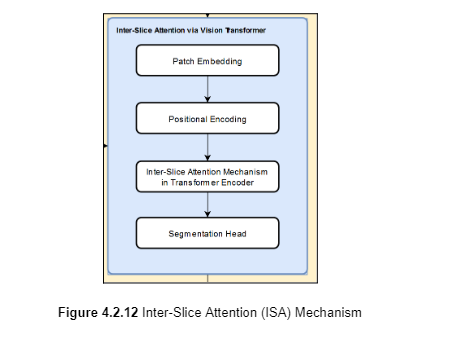 Inter-Slice Attention via Vision Transformer
Patch Embedding
Positional Encoding
Inter-Slice Attention Mechanism
in Transformer Encoder
Segmentation Head
Figure 4.2.12 Inter-Slice Attention (ISA) Mechanism